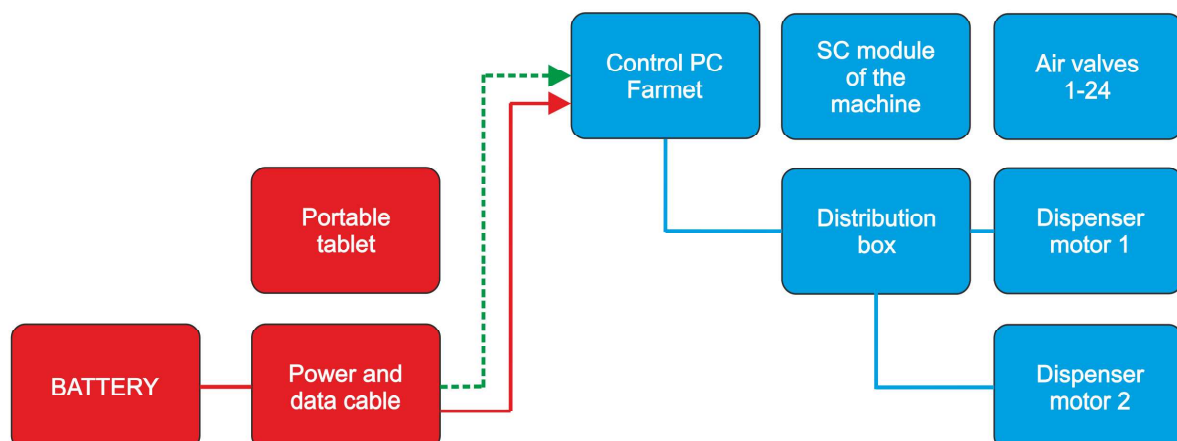 Control PC
Farmet
SC module
of the
machine
Air valves
1-24
Portable
tablet
Distribution
box
Dispenser
motor 1
BATTERY
Power and
data cable
Dispenser
motor 2